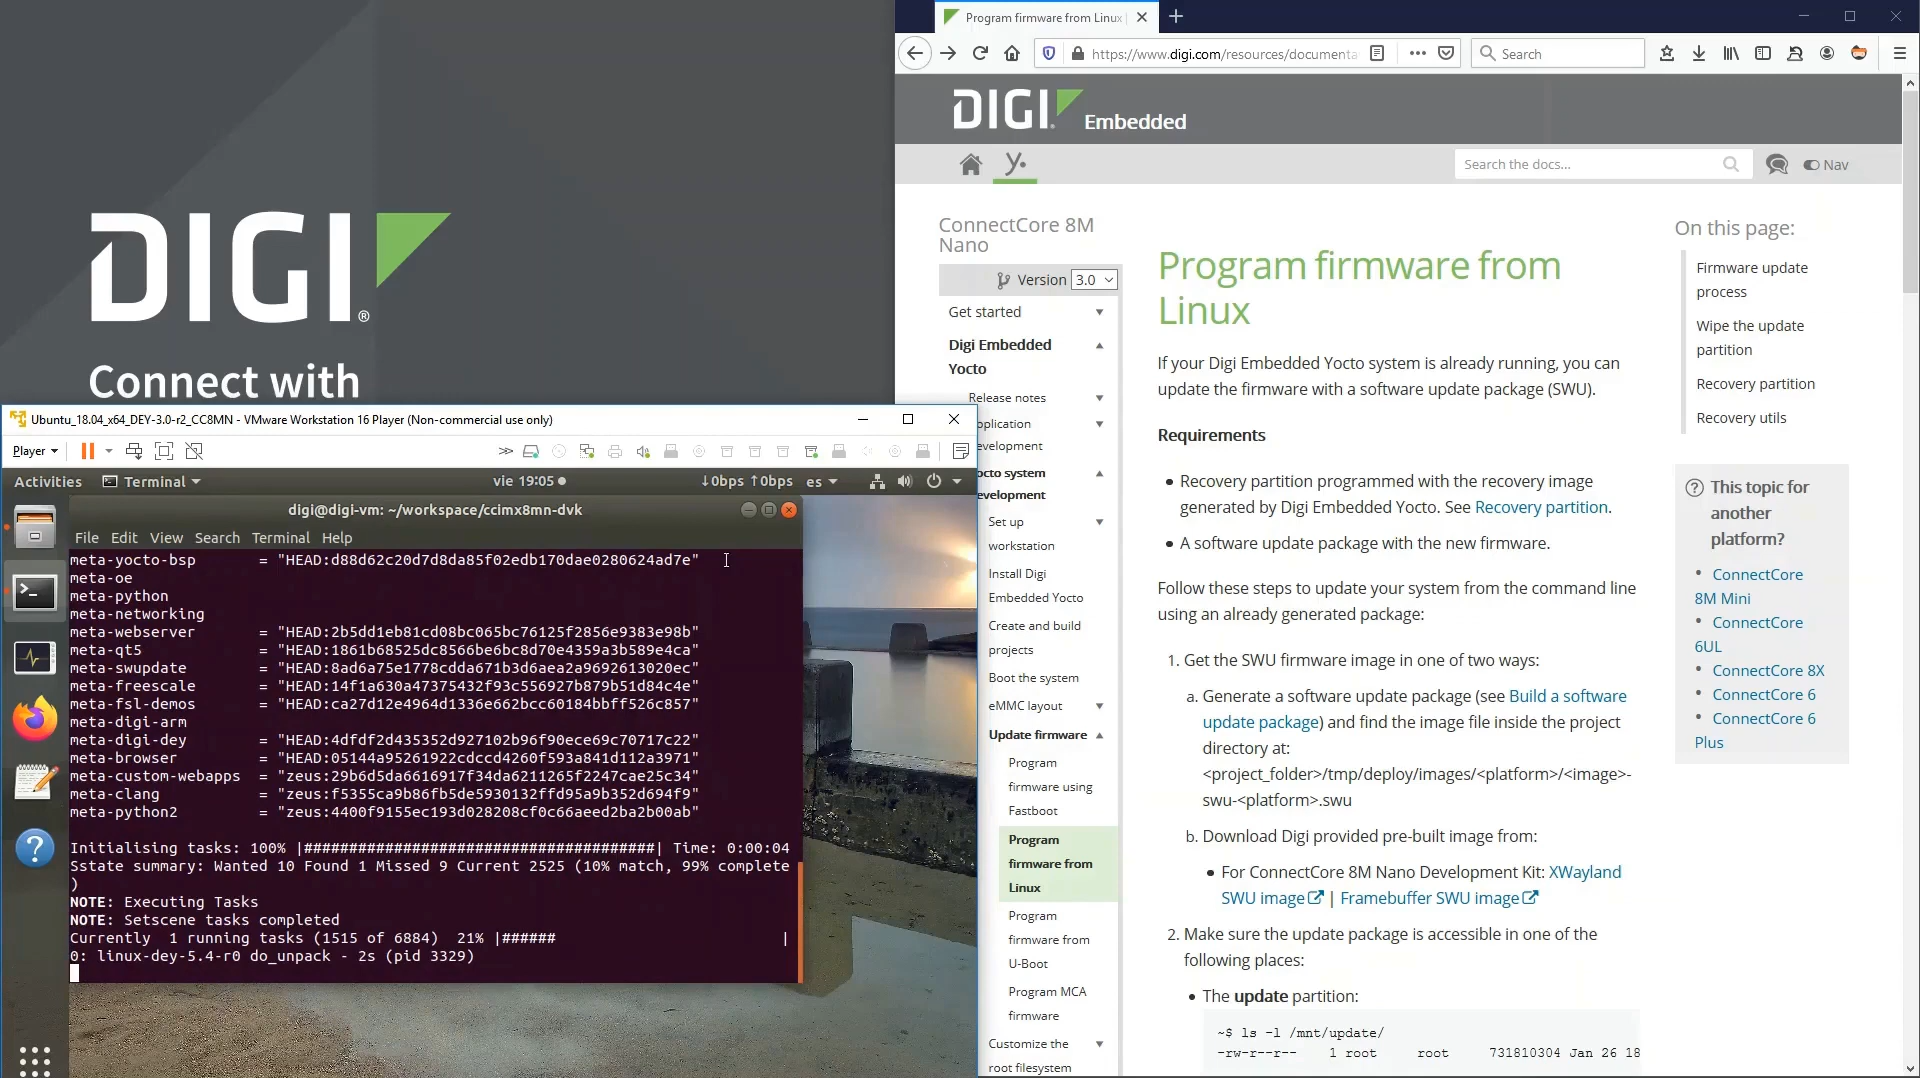 DIGI®
Connect with
Program firmware from Linux
https://www.digi.com/resources/documenta
Search
DIGI® Embedded
Search the docs...
Nav
ConnectCore 8M
Nano
Version 3.0
Get started
Digi Embedded
Yocto
Release notes
pplication
evelopment
octo system
evelopment
Set up
workstation
Install Digi
Embedded Yocto
Create and build
projects
Boot the system
eMMC layout
Update firmware
Program
firmware using
Fastboot
Program
firmware from
Linux
Program
firmware from
U-Boot
Program MCA
firmware
Customize the
root filesystem
Program firmware from
Linux
If your Digi Embedded Yocto system is already running, you can
update the firmware with a software update package (SWU).
Requirements
• Recovery partition programmed with the recovery image
generated by Digi Embedded Yocto. See Recovery partition.
• A software update package with the new firmware.
Follow these steps to update your system from the command line
using an already generated package:
1. Get the SWU firmware image in one of two ways:
a. Generate a software update package (see Build a software
update package) and find the image file inside the project
directory at:
<project_folder>/tmp/deploy/images/<platform>/<image>-
swu-<platform>.swu
b. Download Digi provided pre-built image from:
• For ConnectCore 8M Nano Development Kit: XWayland
SWU image | Framebuffer SWU image
2. Make sure the update package is accessible in one of the
following places:
• The update partition:
~$ ls -l /mnt/update/
-rw-r--r-- 1 root root 731810304 Jan 26 18
On this page:
Firmware update
process
Wipe the update
partition
Recovery partition
Recovery utils
This topic for
another
platform?
• ConnectCore
8M Mini
• ConnectCore
6UL
• ConnectCore 8X
• ConnectCore 6
• ConnectCore 6
Plus
Ubuntu_18.04_x64_DEY-3.0-r2_CC8MN - VMware Workstation 16 Player (Non-commercial use only)
Player
Activities Terminal vie 19:05 ↓0bps ↑0bps es
digi@digi-vm: ~/workspace/ccimx8mn-dvk
File Edit View Search Terminal Help
meta-yocto-bsp = "HEAD:d88d62c20d7d8da85f02edb170dae0280624ad7e"
meta-oe
meta-python
meta-networking
meta-webserver = "HEAD:2b5dd1eb81cd08bc065bc76125f2856e9383e98b"
meta-qt5 = "HEAD:1861b68525dc8566be6bc8d70e4359a3b589e4ca"
meta-swupdate = "HEAD:8ad6a75e1778cdda671b3d6aea2a9692613020ec"
meta-freescale = "HEAD:14f1a630a47375432f93c556927b879b51d84c4e"
meta-fsl-demos = "HEAD:ca27d12e4964d1336e662bcc60184bbff526c857"
meta-digi-arm
meta-digi-dey = "HEAD:4dfdf2d435352d927102b96f90ece69c70717c22"
meta-browser = "HEAD:05144a95261922cdccd4260f593a841d112a3971"
meta-custom-webapps = "zeus:29b6d5da6616917f34da6211265f2247cae25c34"
meta-clang = "zeus:f5355ca9b86fb5de5930132ffd95a9b352d694f9"
meta-python2 = "zeus:4400f9155ec193d028208cf0c66aeed2ba2b00ab"
Initialising tasks: 100% |#######################################| Time: 0:00:04
Sstate summary: Wanted 10 Found 1 Missed 9 Current 2525 (10% match, 99% complete
)
NOTE: Executing Tasks
NOTE: Setscene tasks completed
Currently 1 running tasks (1515 of 6884) 21% |###### |
0: linux-dey-5.4-r0 do_unpack - 2s (pid 3329)